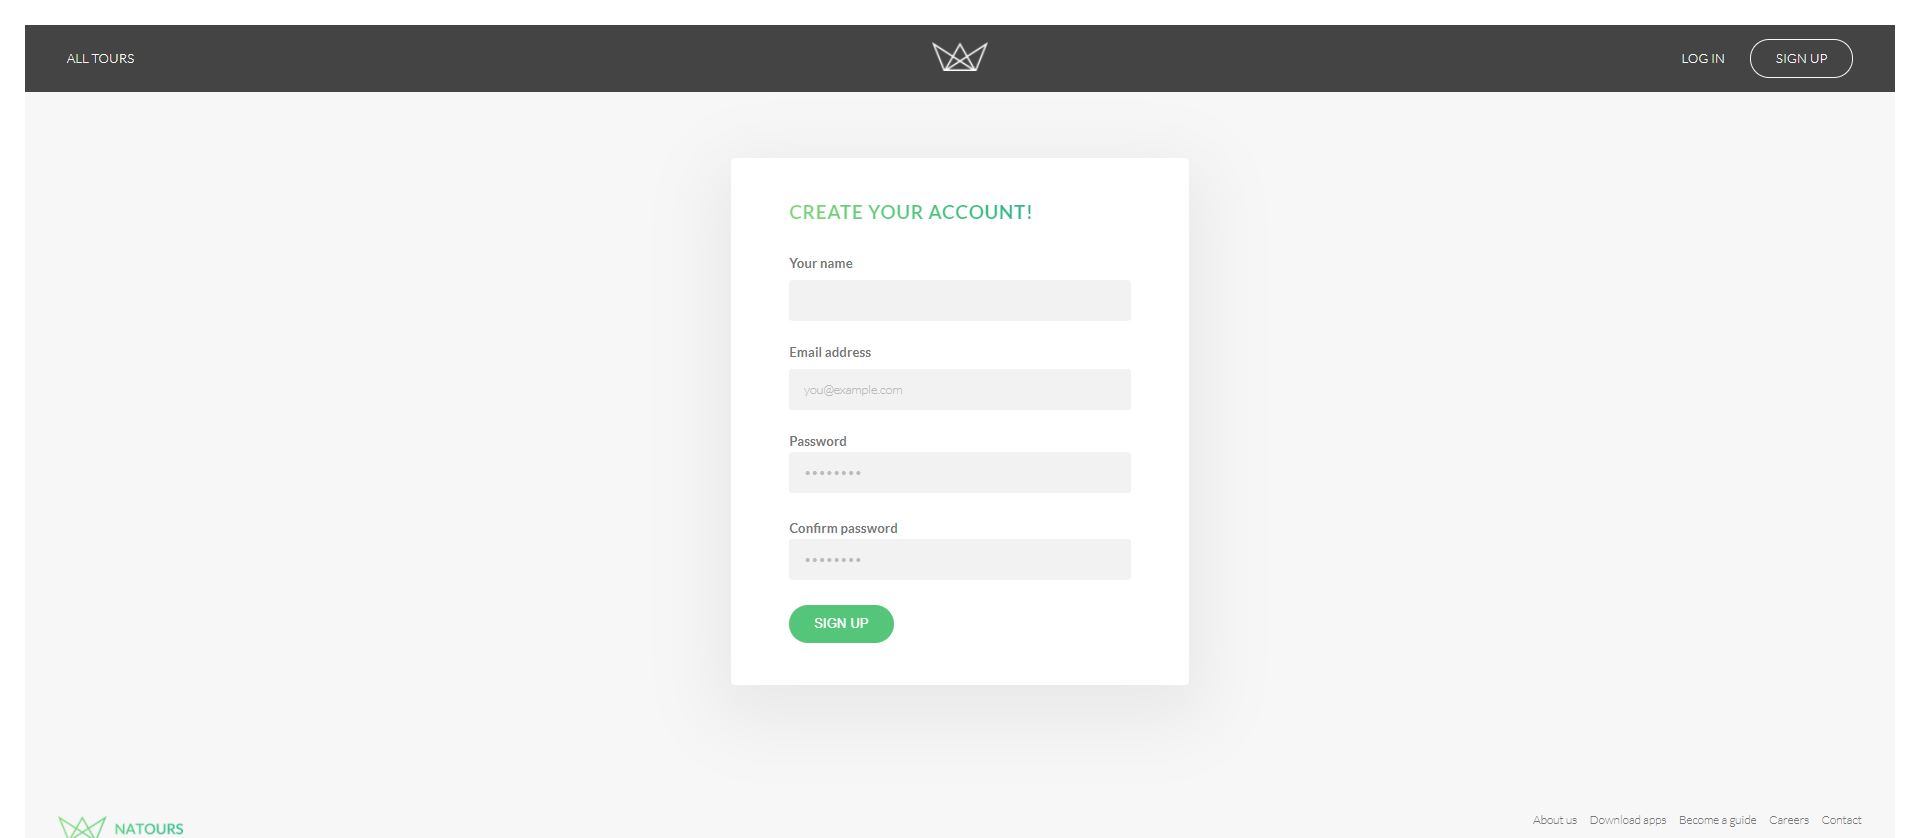 ALL TOURS
LOG IN
SIGN UP
CREATE YOUR ACCOUNT!
Your name
Email address
you@example.com
Password
••••••••
Confirm password
••••••••
SIGN UP
NATOURS
About us
Download apps
Become a guide
Careers
Contact